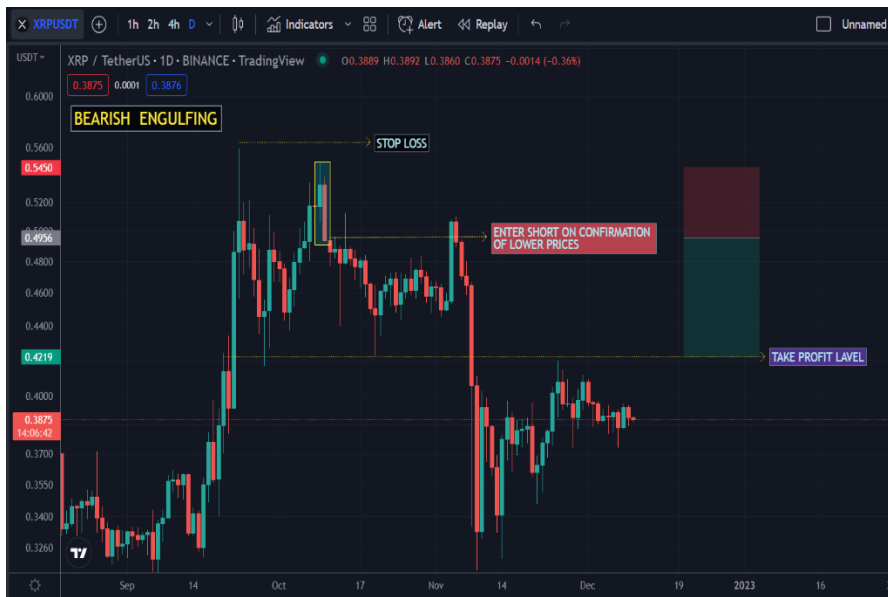 XRPUSDT 1h 2h 4h D Indicators Alert Replay Unnamed
USDT XRP / TetherUS • 1D • BINANCE • TradingView O0.3889 H0.3892 L0.3860 C0.3875 -0.0014 (-0.36%)
0.3875 0.0001 0.3876
0.6000
BEARISH ENGULFING
0.5600
STOP LOSS
0.5450
0.5200
0.5000
ENTER SHORT ON CONFIRMATION
OF LOWER PRICES
0.4956
0.4800
0.4600
0.4400
0.4219
TAKE PROFIT LAVEL
0.4000
0.3875
14:06:42
0.3700
0.3550
0.3400
0.3260
Sep 14 Oct 17 Nov 14 Dec 19 2023 16